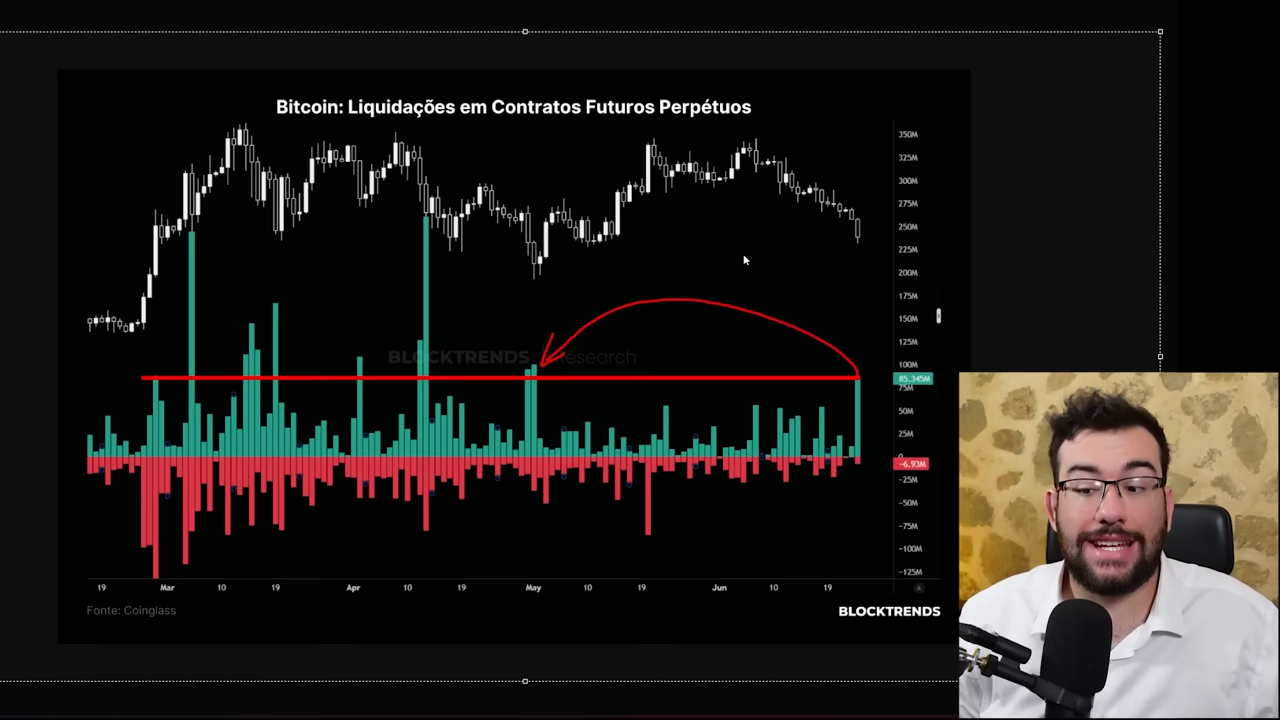 Bitcoin: Liquidações em Contratos Futuros Perpétuos
350M
325M
300M
275M
250M
225M
200M
175M
150M
125M
100M
85.345M
75M
50M
25M
0
-6.93M
-25M
-50M
-75M
-100M
-125M
BLOCKTRENDS Research
19 Mar 10 19 Apr 10 19 May 10 19 Jun 10 19
A
Fonte: Coinglass
BLOCKTRENDS